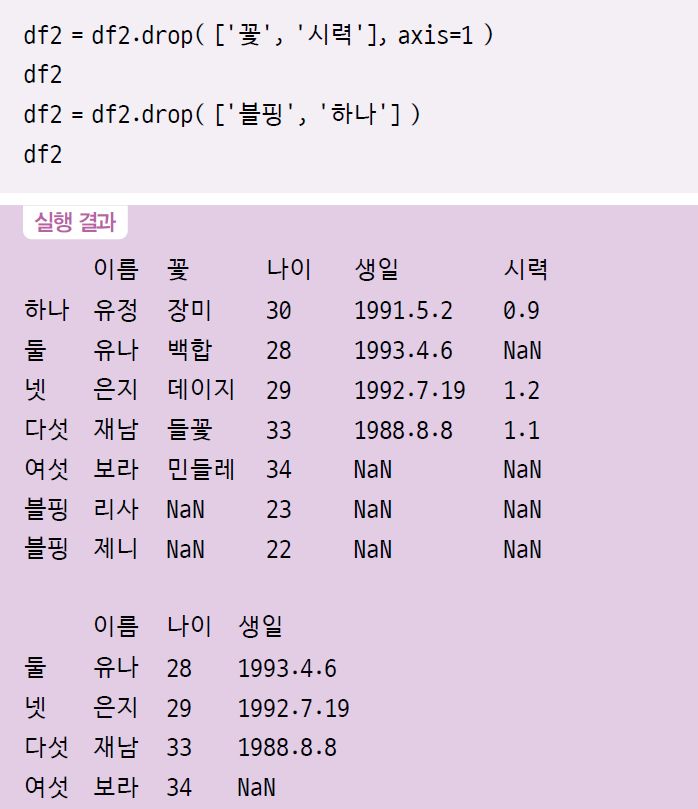 df2 = df2.drop( ['꽃', '시력'], axis=1 )
df2
df2 = df2.drop( ['블핑', '하나'] )
df2
실행 결과
이름 꽃 나이 생일 시력
하나 유정 장미 30 1991.5.2 0.9
둘 유나 백합 28 1993.4.6 NaN
넷 은지 데이지 29 1992.7.19 1.2
다섯 재남 들꽃 33 1988.8.8 1.1
여섯 보라 민들레 34 NaN NaN
블핑 리사 NaN 23 NaN NaN
블핑 제니 NaN 22 NaN NaN
이름 나이 생일
둘 유나 28 1993.4.6
넷 은지 29 1992.7.19
다섯 재남 33 1988.8.8
여섯 보라 34 NaN